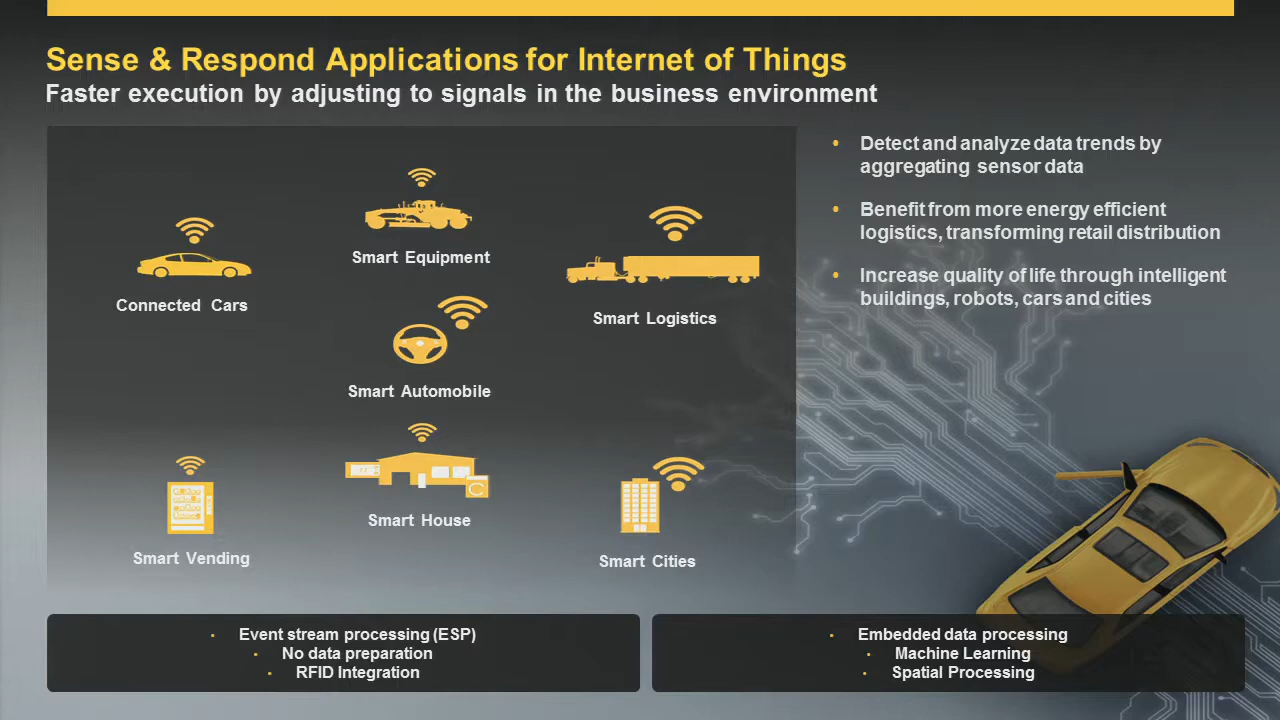 Sense & Respond Applications for Internet of Things
Faster execution by adjusting to signals in the business environment
Connected Cars
Smart Equipment
Smart Logistics
Smart Automobile
Smart Vending
Smart House
Smart Cities
• Detect and analyze data trends by
aggregating sensor data
• Benefit from more energy efficient
logistics, transforming retail distribution
• Increase quality of life through intelligent
buildings, robots, cars and cities
• Event stream processing (ESP)
• No data preparation
• RFID Integration
• Embedded data processing
• Machine Learning
• Spatial Processing